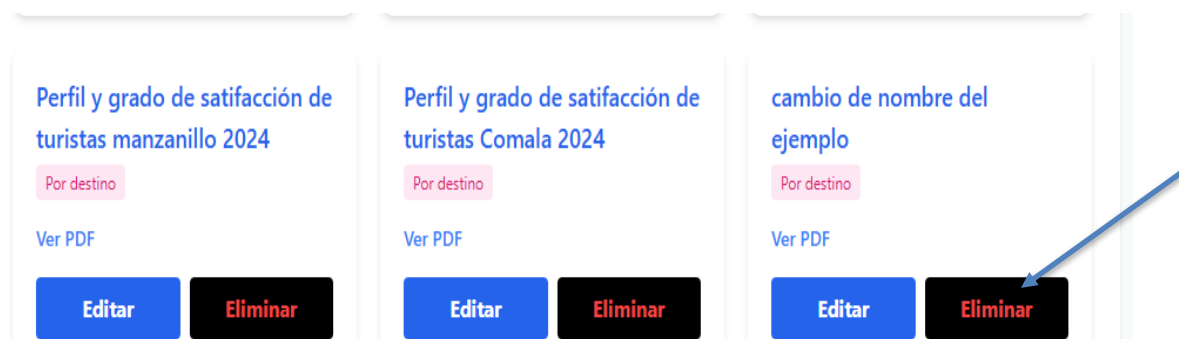 Perfil y grado de satifacción de
turistas manzanillo 2024
Por destino
Ver PDF
Editar
Eliminar
Perfil y grado de satifacción de
turistas Comala 2024
Por destino
Ver PDF
Editar
Eliminar
cambio de nombre del
ejemplo
Por destino
Ver PDF
Editar
Eliminar